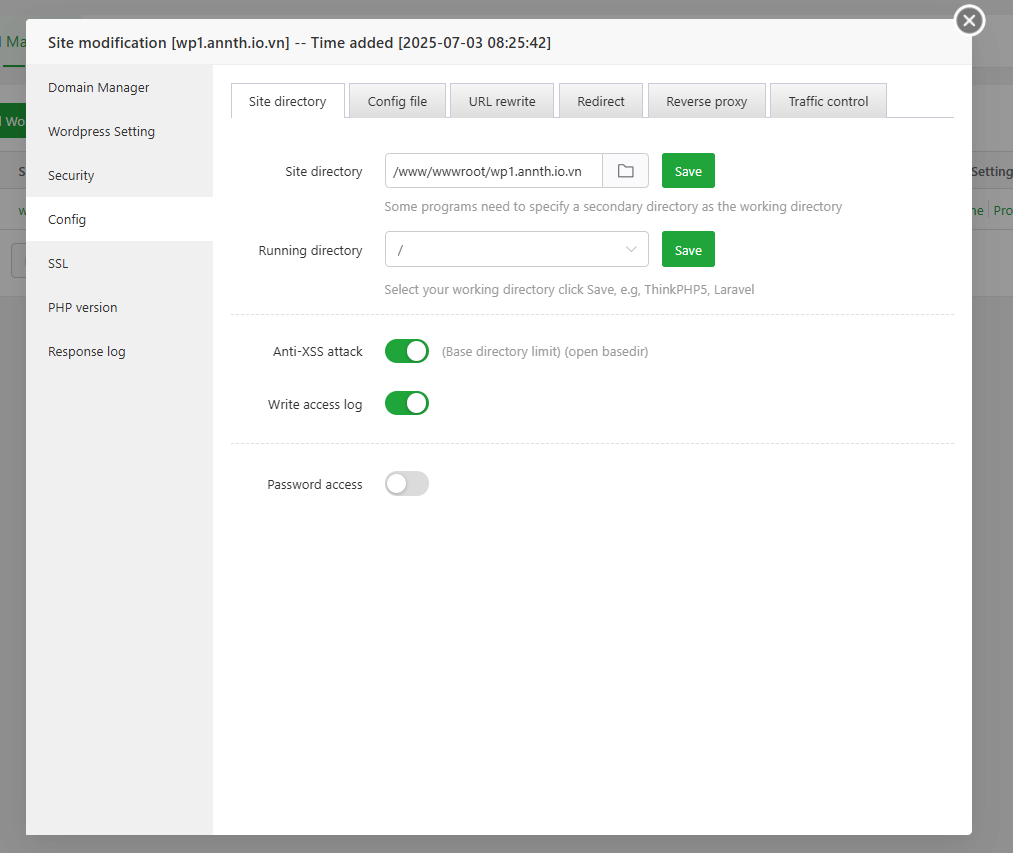 Site modification [wp1.annth.io.vn] -- Time added [2025-07-03 08:25:42]
Domain Manager
Wordpress Setting
Security
Config
SSL
PHP version
Response log
Site directory
Config file
URL rewrite
Redirect
Reverse proxy
Traffic control
Site directory
/www/wwwroot/wp1.annth.io.vn
Save
Some programs need to specify a secondary directory as the working directory
Running directory
/
Save
Select your working directory click Save, e.g, ThinkPHP5, Laravel
Anti-XSS attack
(Base directory limit) (open basedir)
Write access log
Password access
Setting